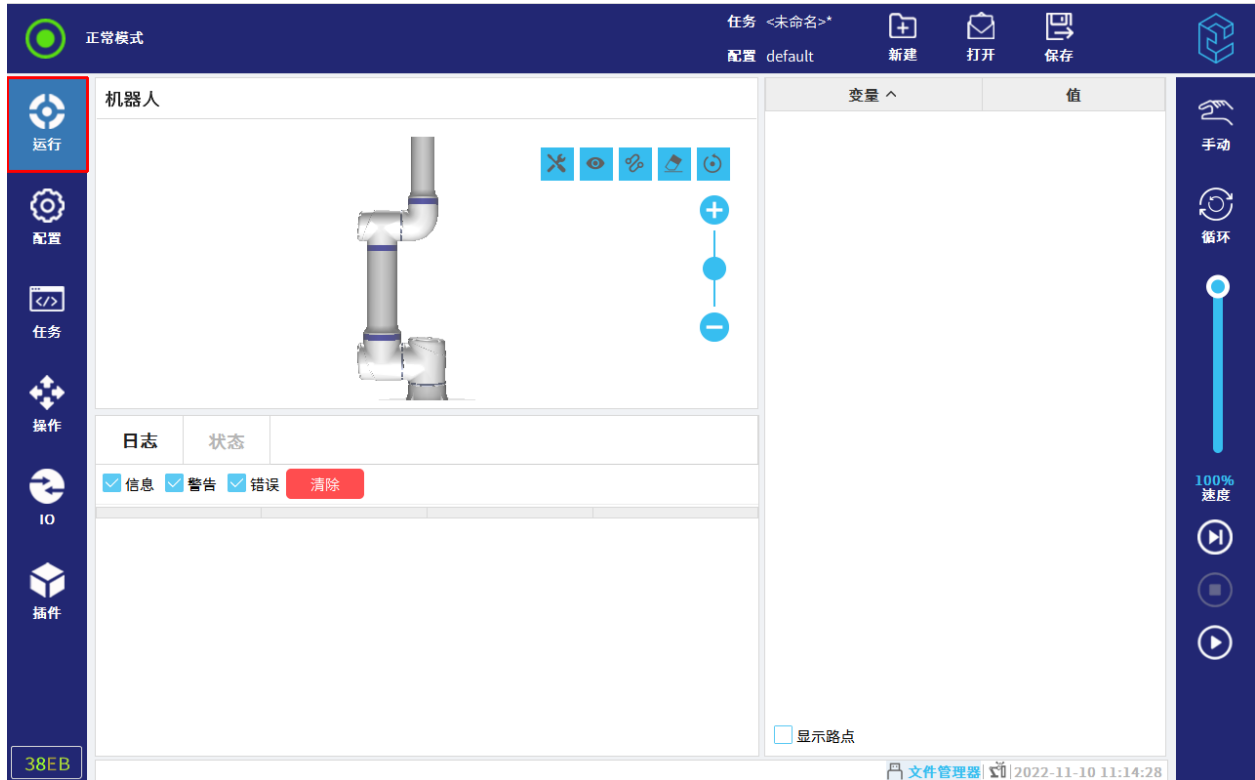 正常模式
任务 <未命名>*
配置 default
新建
打开
保存
运行
配置
任务
操作
IO
插件
38EB
机器人
日志 状态
信息 警告 错误 清除
变量 值
显示路点
文件管理器 2022-11-10 11:14:28
手动
循环
100%
速度